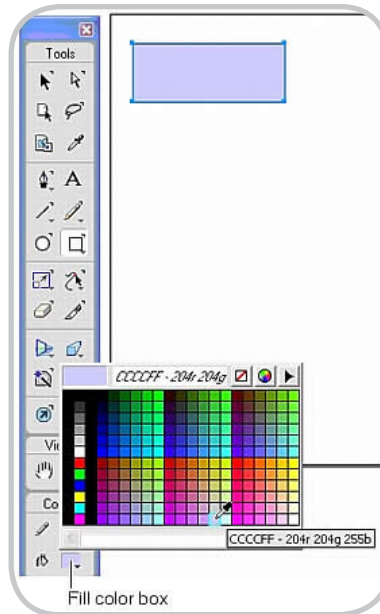 Tools
A
CCCCFF - 204r 204g
Vi
CCCCFF - 204r 204g 255b
Co
Fill color box